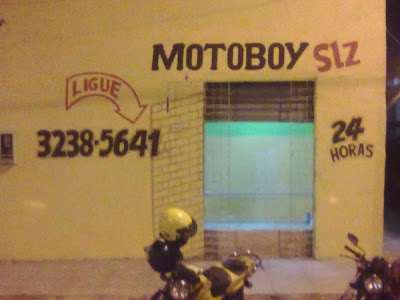 MOTOBOY SLZ
LIGUE
3238-5641
24
HORAS